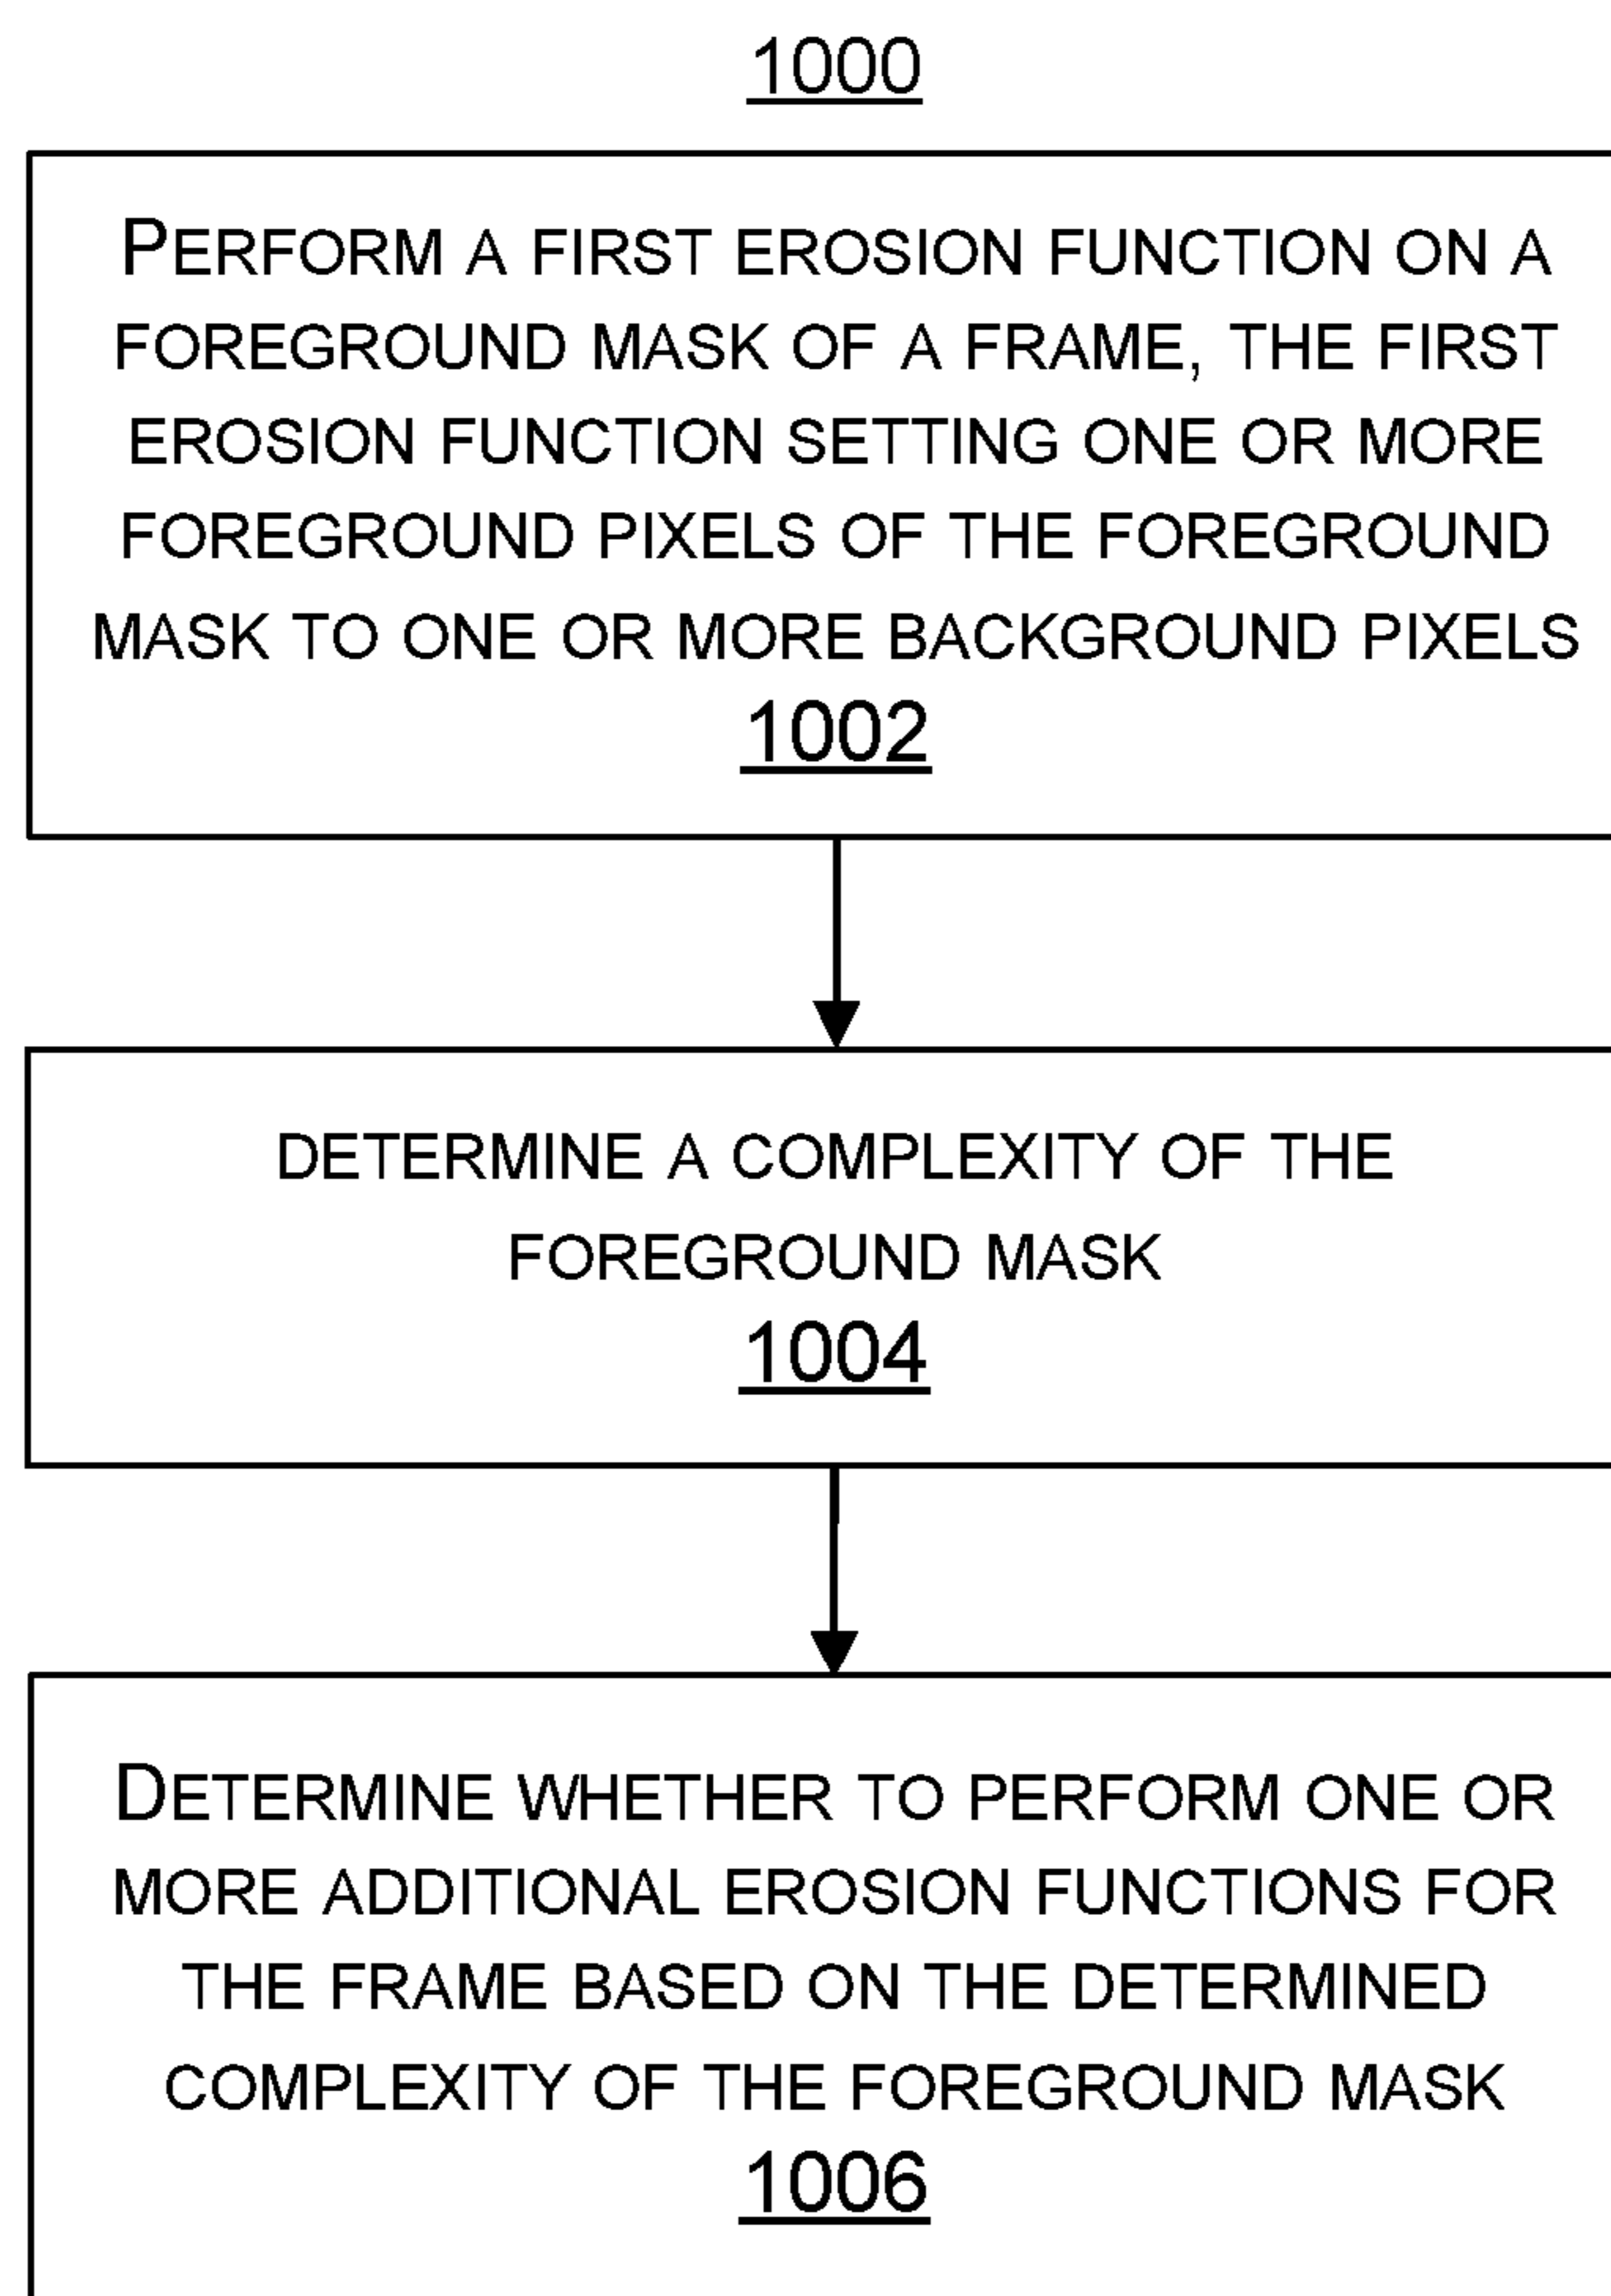 1000
PERFORM A FIRST EROSION FUNCTION ON A
FOREGROUND MASK OF A FRAME, THE FIRST
EROSION FUNCTION SETTING ONE OR MORE
FOREGROUND PIXELS OF THE FOREGROUND
MASK TO ONE OR MORE BACKGROUND PIXELS
1002
DETERMINE A COMPLEXITY OF THE
FOREGROUND MASK
1004
DETERMINE WHETHER TO PERFORM ONE OR
MORE ADDITIONAL EROSION FUNCTIONS FOR
THE FRAME BASED ON THE DETERMINED
COMPLEXITY OF THE FOREGROUND MASK
1006